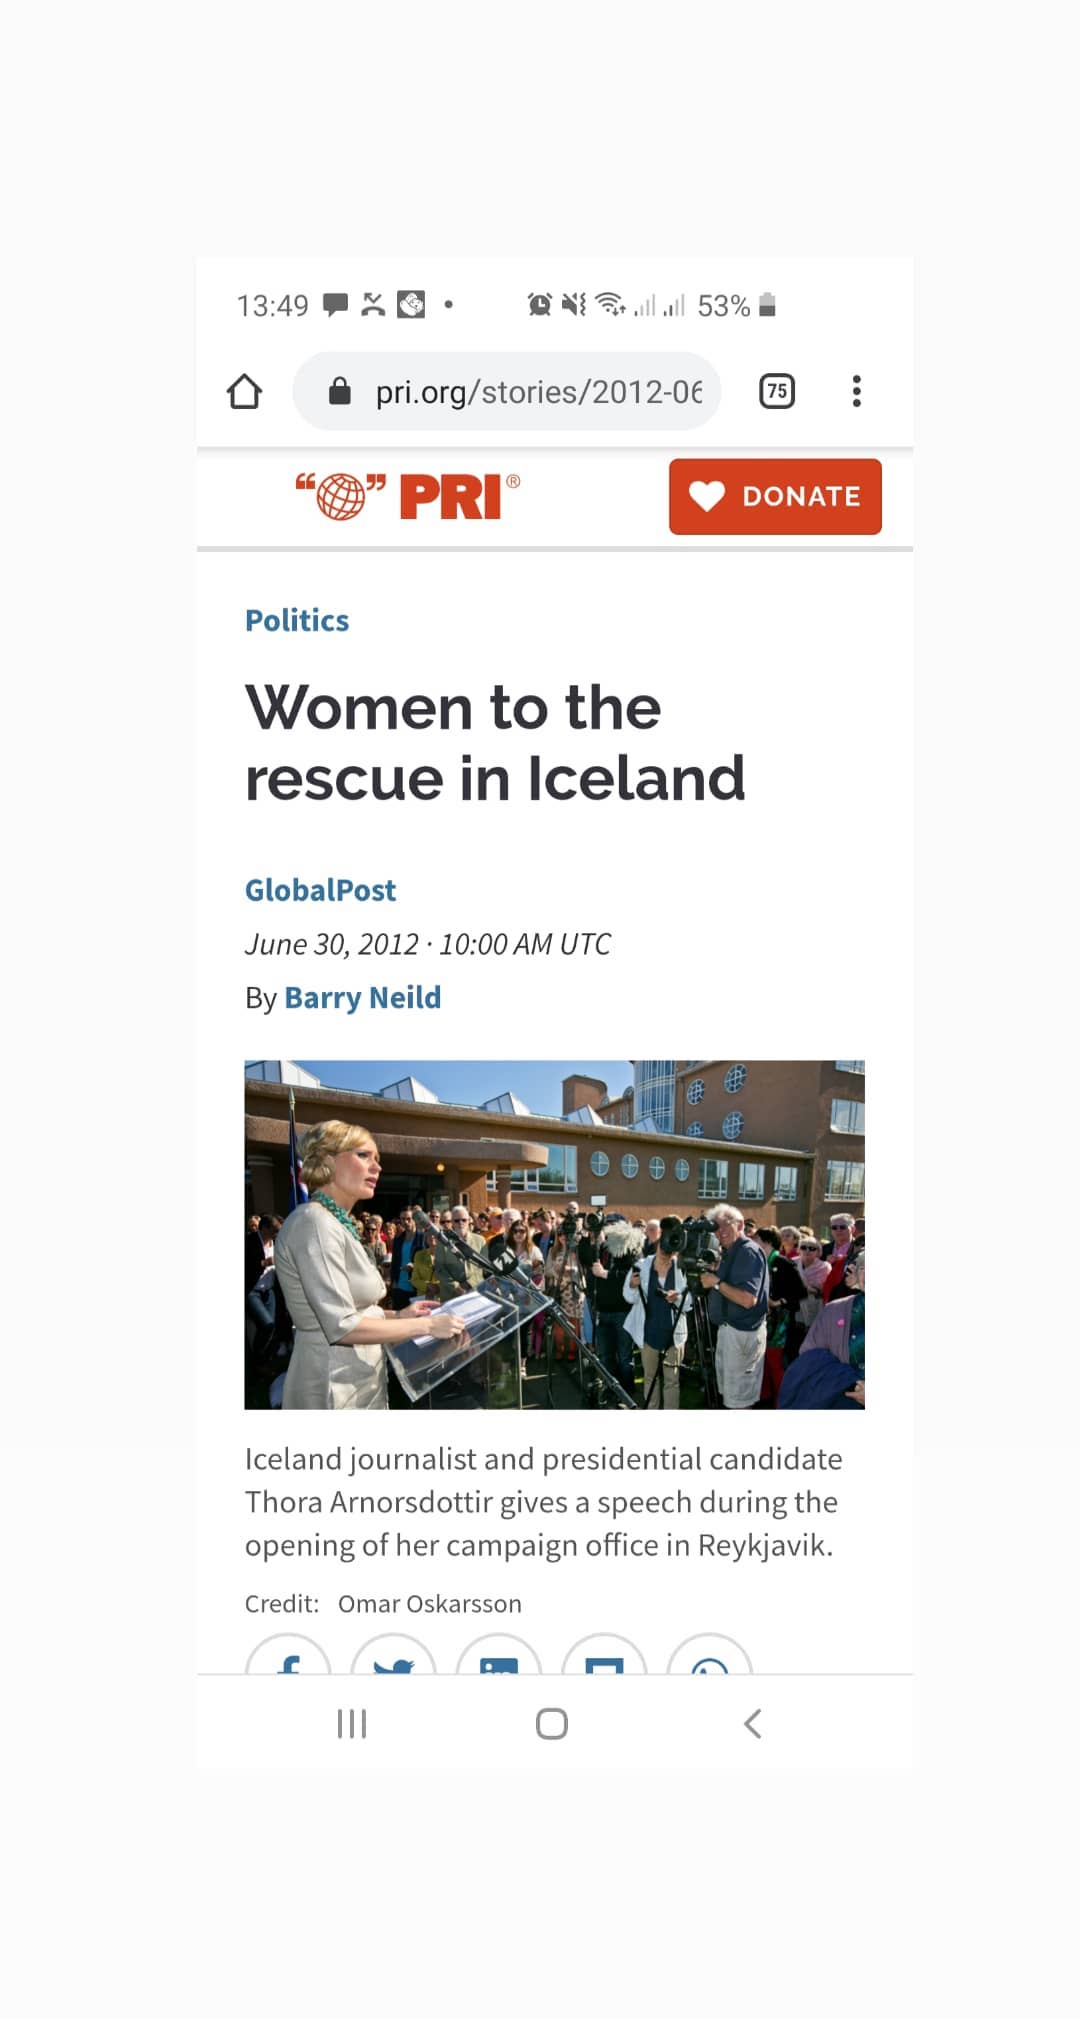 13:49 53%
pri.org/stories/2012-06 75
“ ” PRI® DONATE
Politics
Women to the
rescue in Iceland
GlobalPost
June 30, 2012 · 10:00 AM UTC
By Barry Neild
Iceland journalist and presidential candidate
Thora Arnorsdottir gives a speech during the
opening of her campaign office in Reykjavik.
Credit: Omar Oskarsson